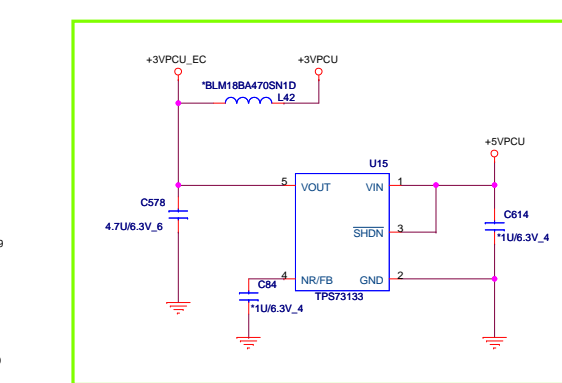 +3VPCU_EC
+3VPCU
*BLM18BA470SN1D
L42
+5VPCU
U15
5
VOUT
VIN
1
C578
4.7U/6.3V_6
C614
*1U/6.3V_4
SHDN
3
4
NR/FB
GND
2
C84
TPS73133
*1U/6.3V_4